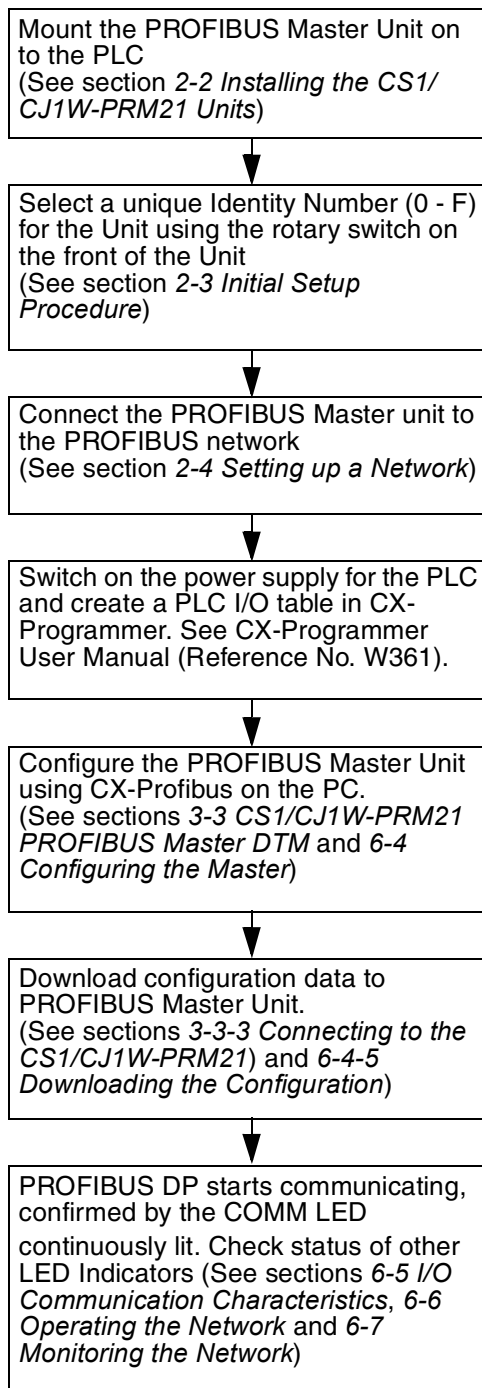 Mount the PROFIBUS Master Unit on
to the PLC
(See section 2-2 Installing the CS1/
CJ1W-PRM21 Units)
Select a unique Identity Number (0 - F)
for the Unit using the rotary switch on
the front of the Unit
(See section 2-3 Initial Setup
Procedure)
Connect the PROFIBUS Master unit to
the PROFIBUS network
(See section 2-4 Setting up a Network)
Switch on the power supply for the PLC
and create a PLC I/O table in CX-
Programmer. See CX-Programmer
User Manual (Reference No. W361).
Configure the PROFIBUS Master Unit
using CX-Profibus on the PC.
(See sections 3-3 CS1/CJ1W-PRM21
PROFIBUS Master DTM and 6-4
Configuring the Master)
Download configuration data to
PROFIBUS Master Unit.
(See sections 3-3-3 Connecting to the
CS1/CJ1W-PRM21) and 6-4-5
Downloading the Configuration)
PROFIBUS DP starts communicating,
confirmed by the COMM LED
continuously lit. Check status of other
LED Indicators (See sections 6-5 I/O
Communication Characteristics, 6-6
Operating the Network and 6-7
Monitoring the Network)